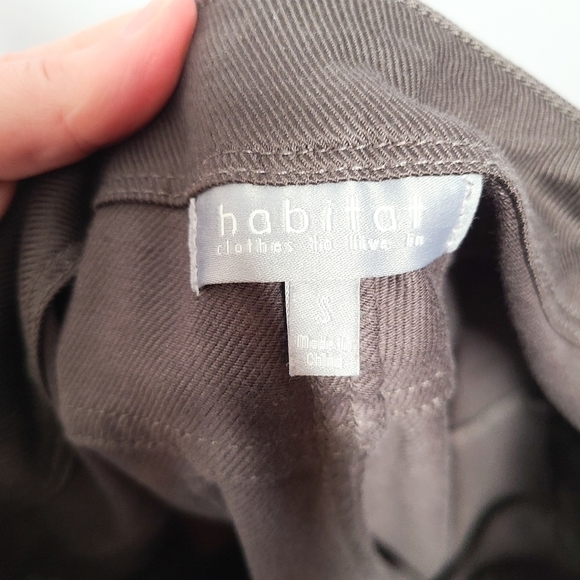 habitat
clothes to live in
S
Made in
China